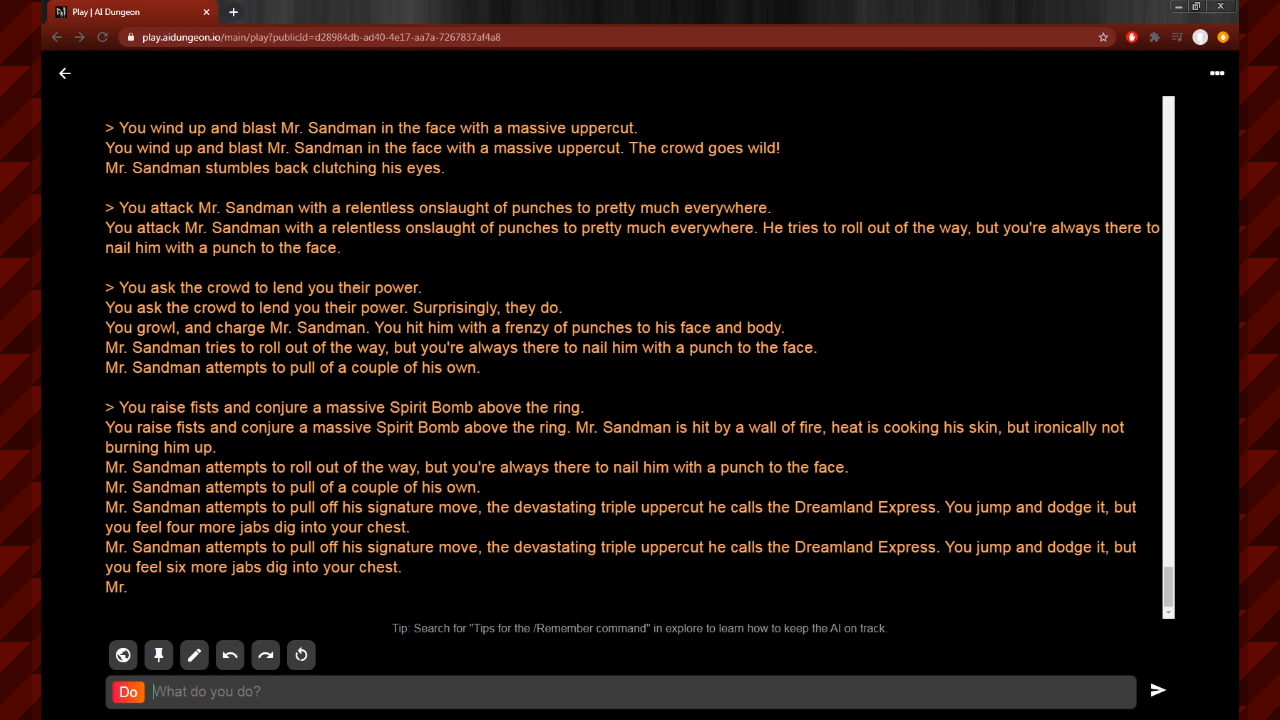 Play | AI Dungeon
play.aidungeon.io/main/play?publicId=d28984db-ad40-4e17-aa7a-7267837af4a8
> You wind up and blast Mr. Sandman in the face with a massive uppercut.
You wind up and blast Mr. Sandman in the face with a massive uppercut. The crowd goes wild!
Mr. Sandman stumbles back clutching his eyes.
> You attack Mr. Sandman with a relentless onslaught of punches to pretty much everywhere.
You attack Mr. Sandman with a relentless onslaught of punches to pretty much everywhere. He tries to roll out of the way, but you're always there to
nail him with a punch to the face.
> You ask the crowd to lend you their power.
You ask the crowd to lend you their power. Surprisingly, they do.
You growl, and charge Mr. Sandman. You hit him with a frenzy of punches to his face and body.
Mr. Sandman tries to roll out of the way, but you're always there to nail him with a punch to the face.
Mr. Sandman attempts to pull of a couple of his own.
> You raise fists and conjure a massive Spirit Bomb above the ring.
You raise fists and conjure a massive Spirit Bomb above the ring. Mr. Sandman is hit by a wall of fire, heat is cooking his skin, but ironically not
burning him up.
Mr. Sandman attempts to roll out of the way, but you're always there to nail him with a punch to the face.
Mr. Sandman attempts to pull of a couple of his own.
Mr. Sandman attempts to pull off his signature move, the devastating triple uppercut he calls the Dreamland Express. You jump and dodge it, but
you feel four more jabs dig into your chest.
Mr. Sandman attempts to pull off his signature move, the devastating triple uppercut he calls the Dreamland Express. You jump and dodge it, but
you feel six more jabs dig into your chest.
Mr.
Tip: Search for "Tips for the /Remember command" in explore to learn how to keep the AI on track.
Do What do you do?